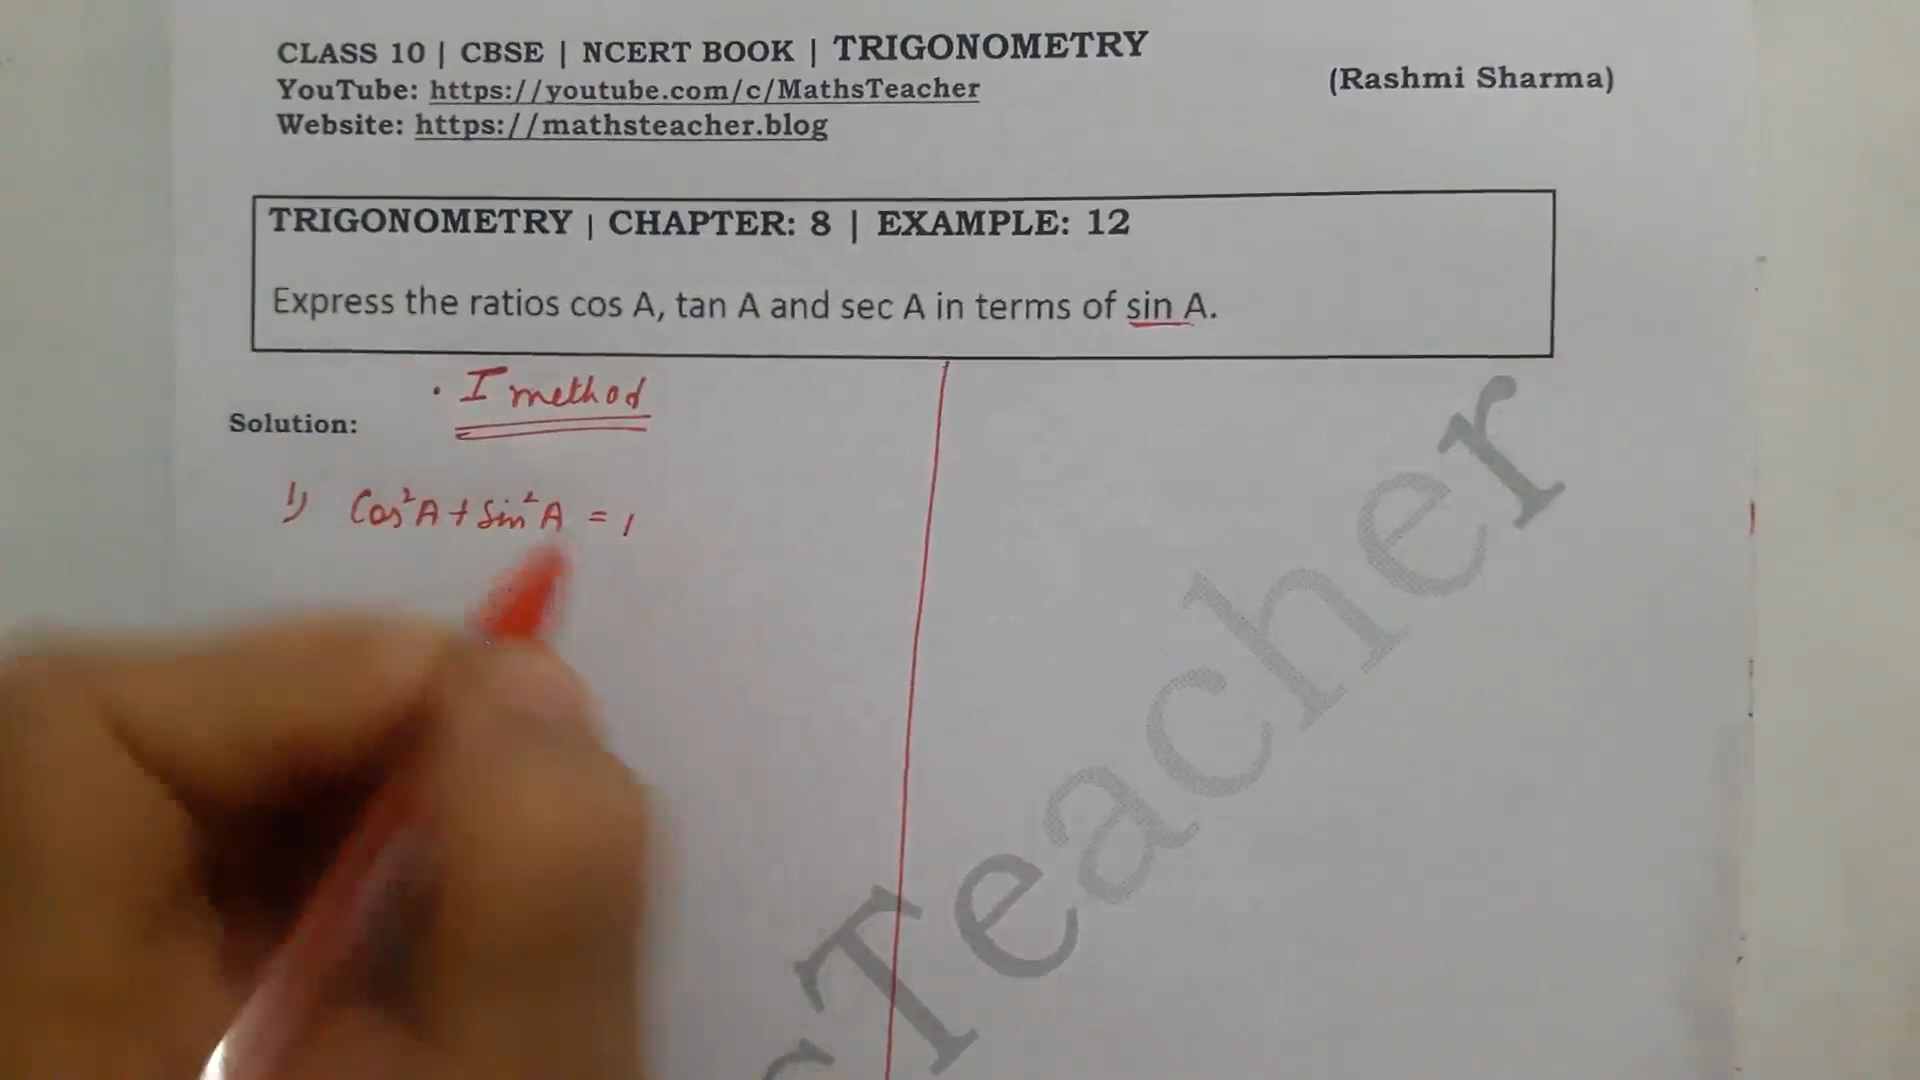 CLASS 10 | CBSE | NCERT BOOK | TRIGONOMETRY
YouTube: https://youtube.com/c/MathsTeacher
(Rashmi Sharma)
Website: https://mathsteacher.blog
TRIGONOMETRY | CHAPTER: 8 | EXAMPLE: 12
Express the ratios cos A, tan A and sec A in terms of sin A.
. I method
Solution:
1) Cos²A + Sin²A = 1
rTeacher